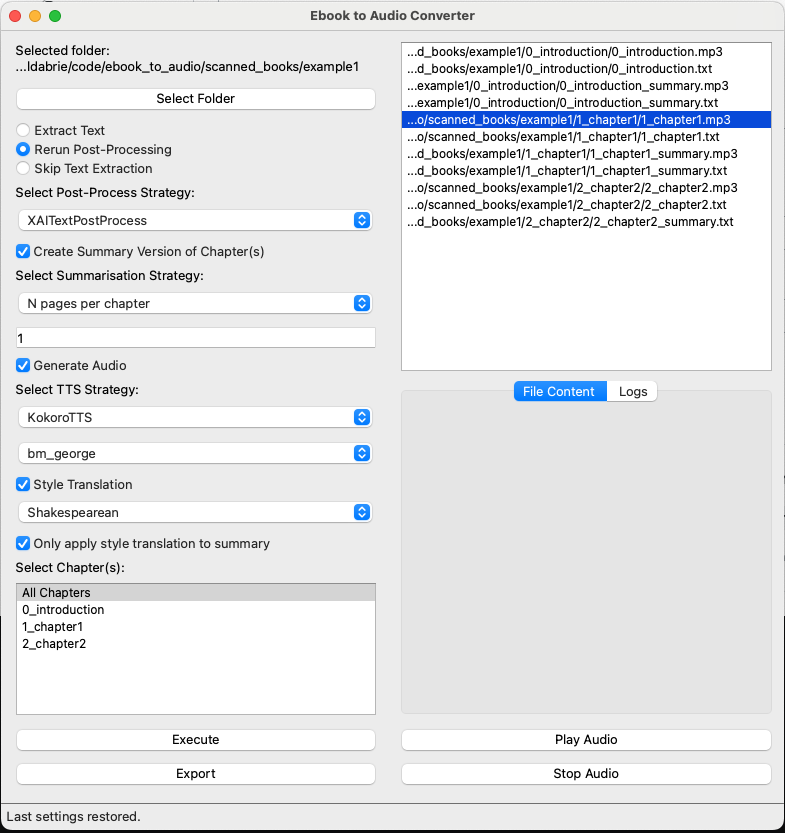 Ebook to Audio Converter
Selected folder:
...ldabrie/code/ebook_to_audio/scanned_books/example1
Select Folder
Extract Text
Rerun Post-Processing
Skip Text Extraction
Select Post-Process Strategy:
XAITextPostProcess
Create Summary Version of Chapter(s)
Select Summarisation Strategy:
N pages per chapter
1
Generate Audio
Select TTS Strategy:
KokoroTTS
bm_george
Style Translation
Shakespearean
Only apply style translation to summary
Select Chapter(s):
All Chapters
0_introduction
1_chapter1
2_chapter2
Execute
Export
...d_books/example1/0_introduction/0_introduction.mp3
...d_books/example1/0_introduction/0_introduction.txt
...example1/0_introduction/0_introduction_summary.mp3
...example1/0_introduction/0_introduction_summary.txt
...o/scanned_books/example1/1_chapter1/1_chapter1.mp3
...o/scanned_books/example1/1_chapter1/1_chapter1.txt
...d_books/example1/1_chapter1/1_chapter1_summary.mp3
...d_books/example1/1_chapter1/1_chapter1_summary.txt
...o/scanned_books/example1/2_chapter2/2_chapter2.mp3
...o/scanned_books/example1/2_chapter2/2_chapter2.txt
...d_books/example1/2_chapter2/2_chapter2_summary.txt
File Content
Logs
Play Audio
Stop Audio
Last settings restored.